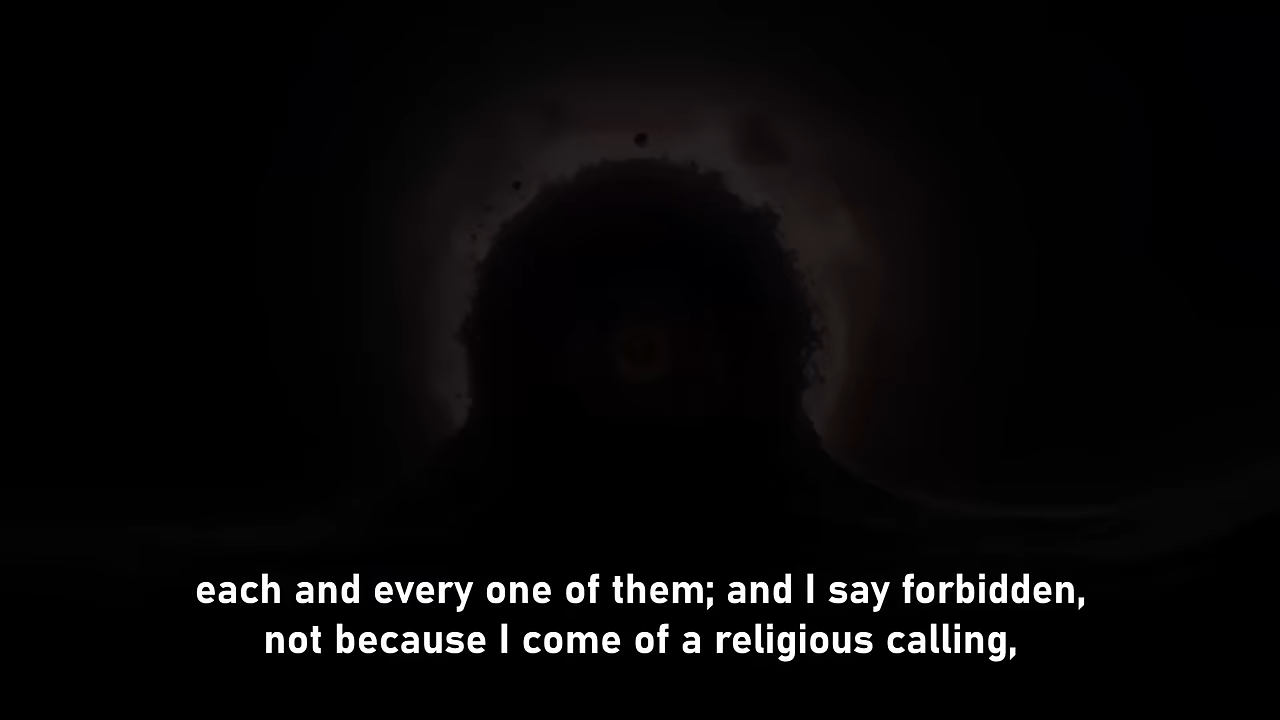 each and every one of them; and I say forbidden,
not because I come of a religious calling,